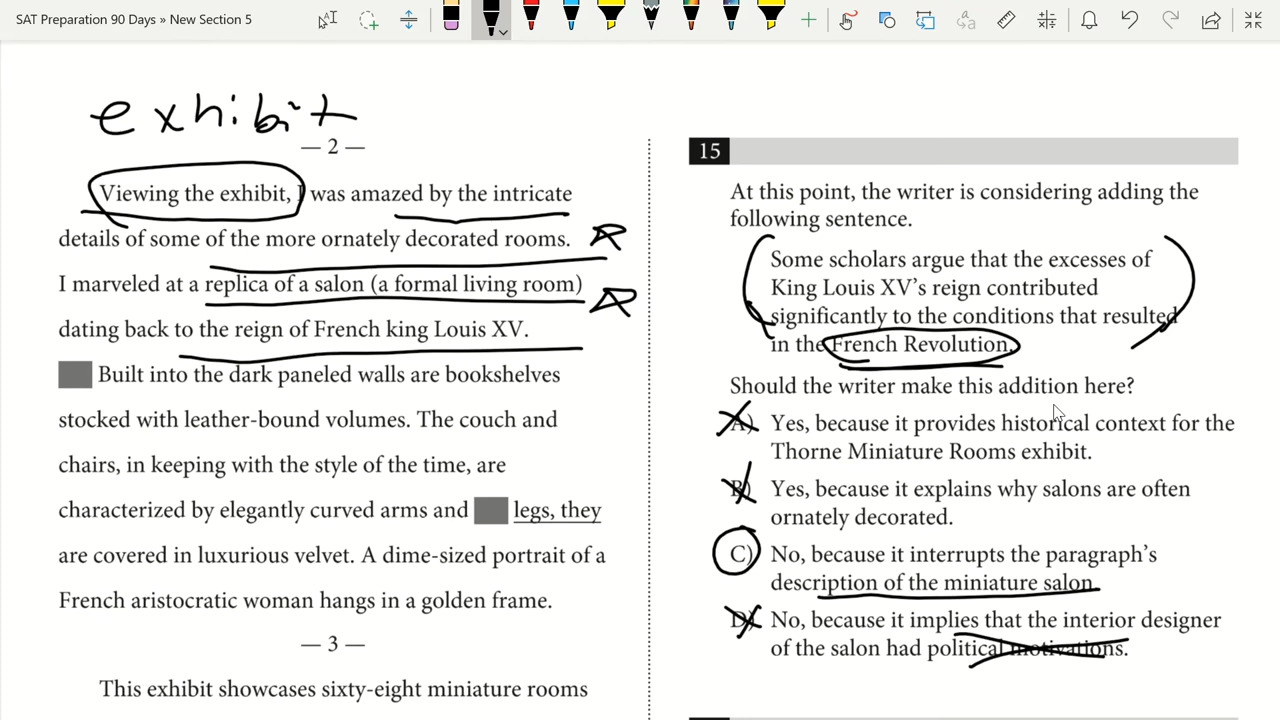 SAT Preparation 90 Days » New Section 5
exhibit
— 2 —
Viewing the exhibit, I was amazed by the intricate
details of some of the more ornately decorated rooms.
I marveled at a replica of a salon (a formal living room)
dating back to the reign of French king Louis XV.
Built into the dark paneled walls are bookshelves
stocked with leather-bound volumes. The couch and
chairs, in keeping with the style of the time, are
characterized by elegantly curved arms and legs, they
are covered in luxurious velvet. A dime-sized portrait of a
French aristocratic woman hangs in a golden frame.
— 3 —
This exhibit showcases sixty-eight miniature rooms
15
At this point, the writer is considering adding the
following sentence.
Some scholars argue that the excesses of
King Louis XV's reign contributed
significantly to the conditions that resulted
in the French Revolution.
Should the writer make this addition here?
A) Yes, because it provides historical context for the
Thorne Miniature Rooms exhibit.
B) Yes, because it explains why salons are often
ornately decorated.
C) No, because it interrupts the paragraph's
description of the miniature salon.
D) No, because it implies that the interior designer
of the salon had political motivations.